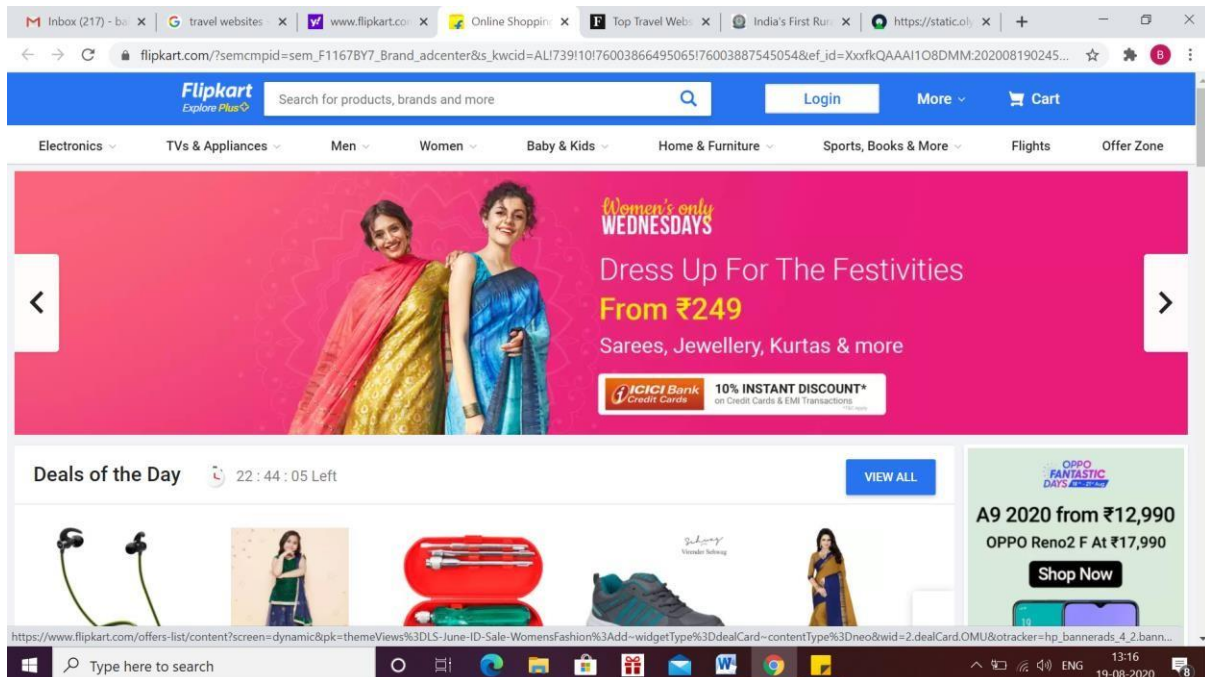 Inbox (217) - ba
travel websites -
www.flipkart.con
Online Shopping
Top Travel Webs
India's First Rur
https://static.oly
flipkart.com/?semcmpid=sem_F1167BY7_Brand_adcenter&s_kwcid=AL!739!10!76003866495065!76003887545054&ef_id=XxxfkQAAAI1O8DMM:202008190245...
B
Flipkart
Explore Plus
Search for products, brands and more
Login
More
Cart
Electronics
TVs & Appliances
Men
Women
Baby & Kids
Home & Furniture
Sports, Books & More
Flights
Offer Zone
Women's only
WEDNESDAYS
Dress Up For The Festivities
From ₹249
Sarees, Jewellery, Kurtas & more
ICICI Bank
Credit Cards
10% INSTANT DISCOUNT*
on Credit Cards & EMI Transactions
Deals of the Day
22 : 44 : 05 Left
VIEW ALL
Virender Sehwag
OPPO
FANTASTIC
DAYS
A9 2020 from ₹12,990
OPPO Reno2 F At ₹17,990
Shop Now
19
https://www.flipkart.com/offers-list/content?screen=dynamic&pk=themeViews%3DLS-June-ID-Sale-WomensFashion%3Add~widgetType%3DdealCard~contentType%3Dneo&wid=2.dealCard.OMU&otracker=hp_bannerads_4_2.bann...
Type here to search
W
ENG
13:16
19-08-2020
8